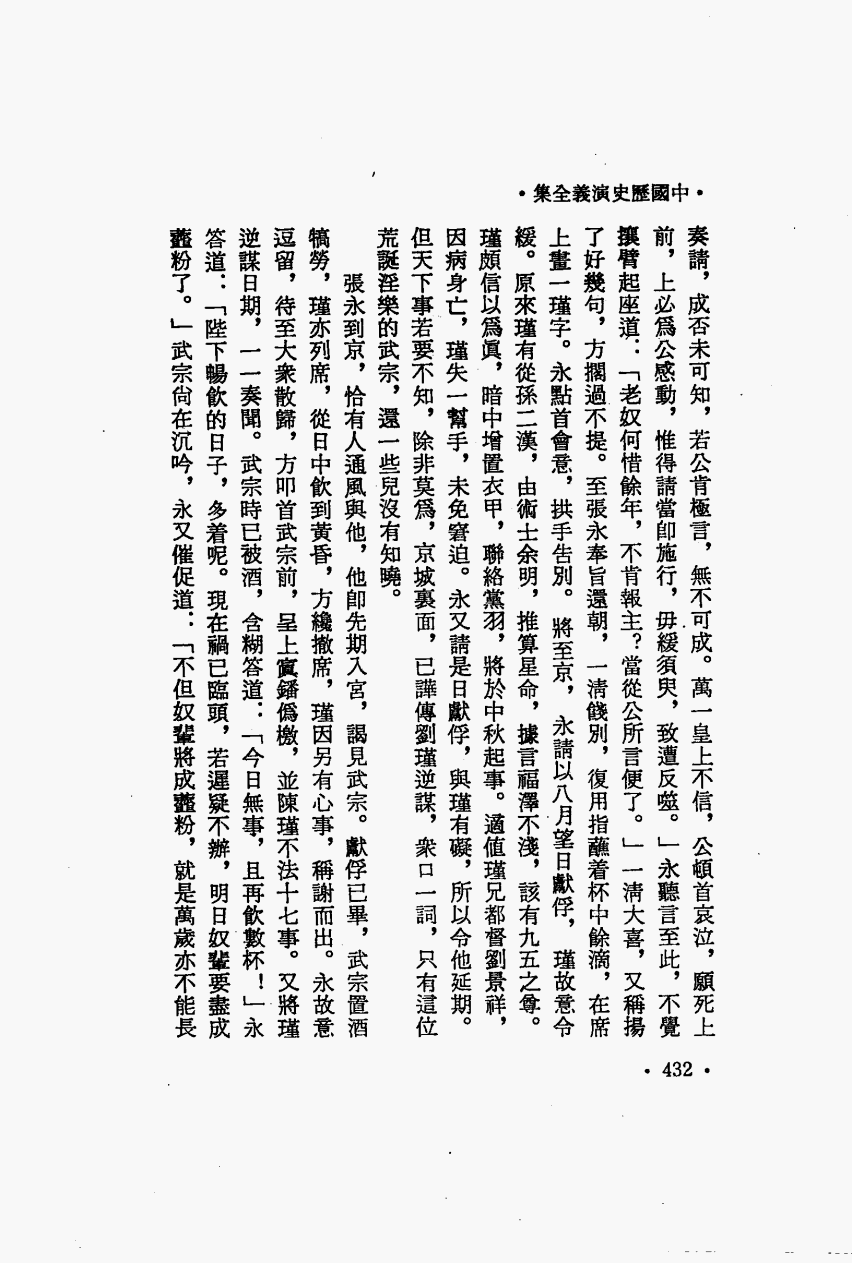 ·中國歷史演義全集·
奏請，成否未可知，若公肯極言，無不可成。萬一皇上不信，公頓首哀泣，願死上
前，上必爲公感動，惟得請當卽施行，毋緩須臾，致遭反噬。」永聽言至此，不覺
攘臂起座道：「老奴何惜餘年，不肯報主？當從公所言便了。」一淸大喜，又稱揚
了好幾句，方擱過不提。至張永奉旨還朝，一淸餞別，復用指蘸着杯中餘滴，在席
上畫一瑾字。永點首會意，拱手告別。將至京，永請以八月望日獻俘，瑾故意令
緩。原來瑾有從孫二漢，由術士余明，推算星命，據言福澤不淺，該有九五之尊。
瑾頗信以爲眞，暗中增置衣甲，聯絡黨羽，將於中秋起事。適值瑾兄都督劉景祥，
因病身亡，瑾失一幫手，未免窘迫。永又請是日獻俘，與瑾有礙，所以令他延期。
但天下事若要不知，除非莫爲，京城裏面，已譁傳劉瑾逆謀，衆口一詞，只有這位
荒誕淫樂的武宗，還一些兒沒有知曉。
張永到京，恰有人通風與他，他卽先期入宮，謁見武宗。獻俘已畢，武宗置酒
犒勞，瑾亦列席，從日中飮到黃昏，方纔撤席，瑾因另有心事，稱謝而出。永故意
逗留，待至大衆散歸，方叩首武宗前，呈上寘鐇僞檄，並陳瑾不法十七事。又將瑾
逆謀日期，一一奏聞。武宗時已被酒，含糊答道：「今日無事，且再飮數杯！」永
答道：「陛下暢飮的日子，多着呢。現在禍已臨頭，若遲疑不辦，明日奴輩要盡成
虀粉了。」武宗尙在沉吟，永又催促道：「不但奴輩將成虀粉，就是萬歲亦不能長
·432·